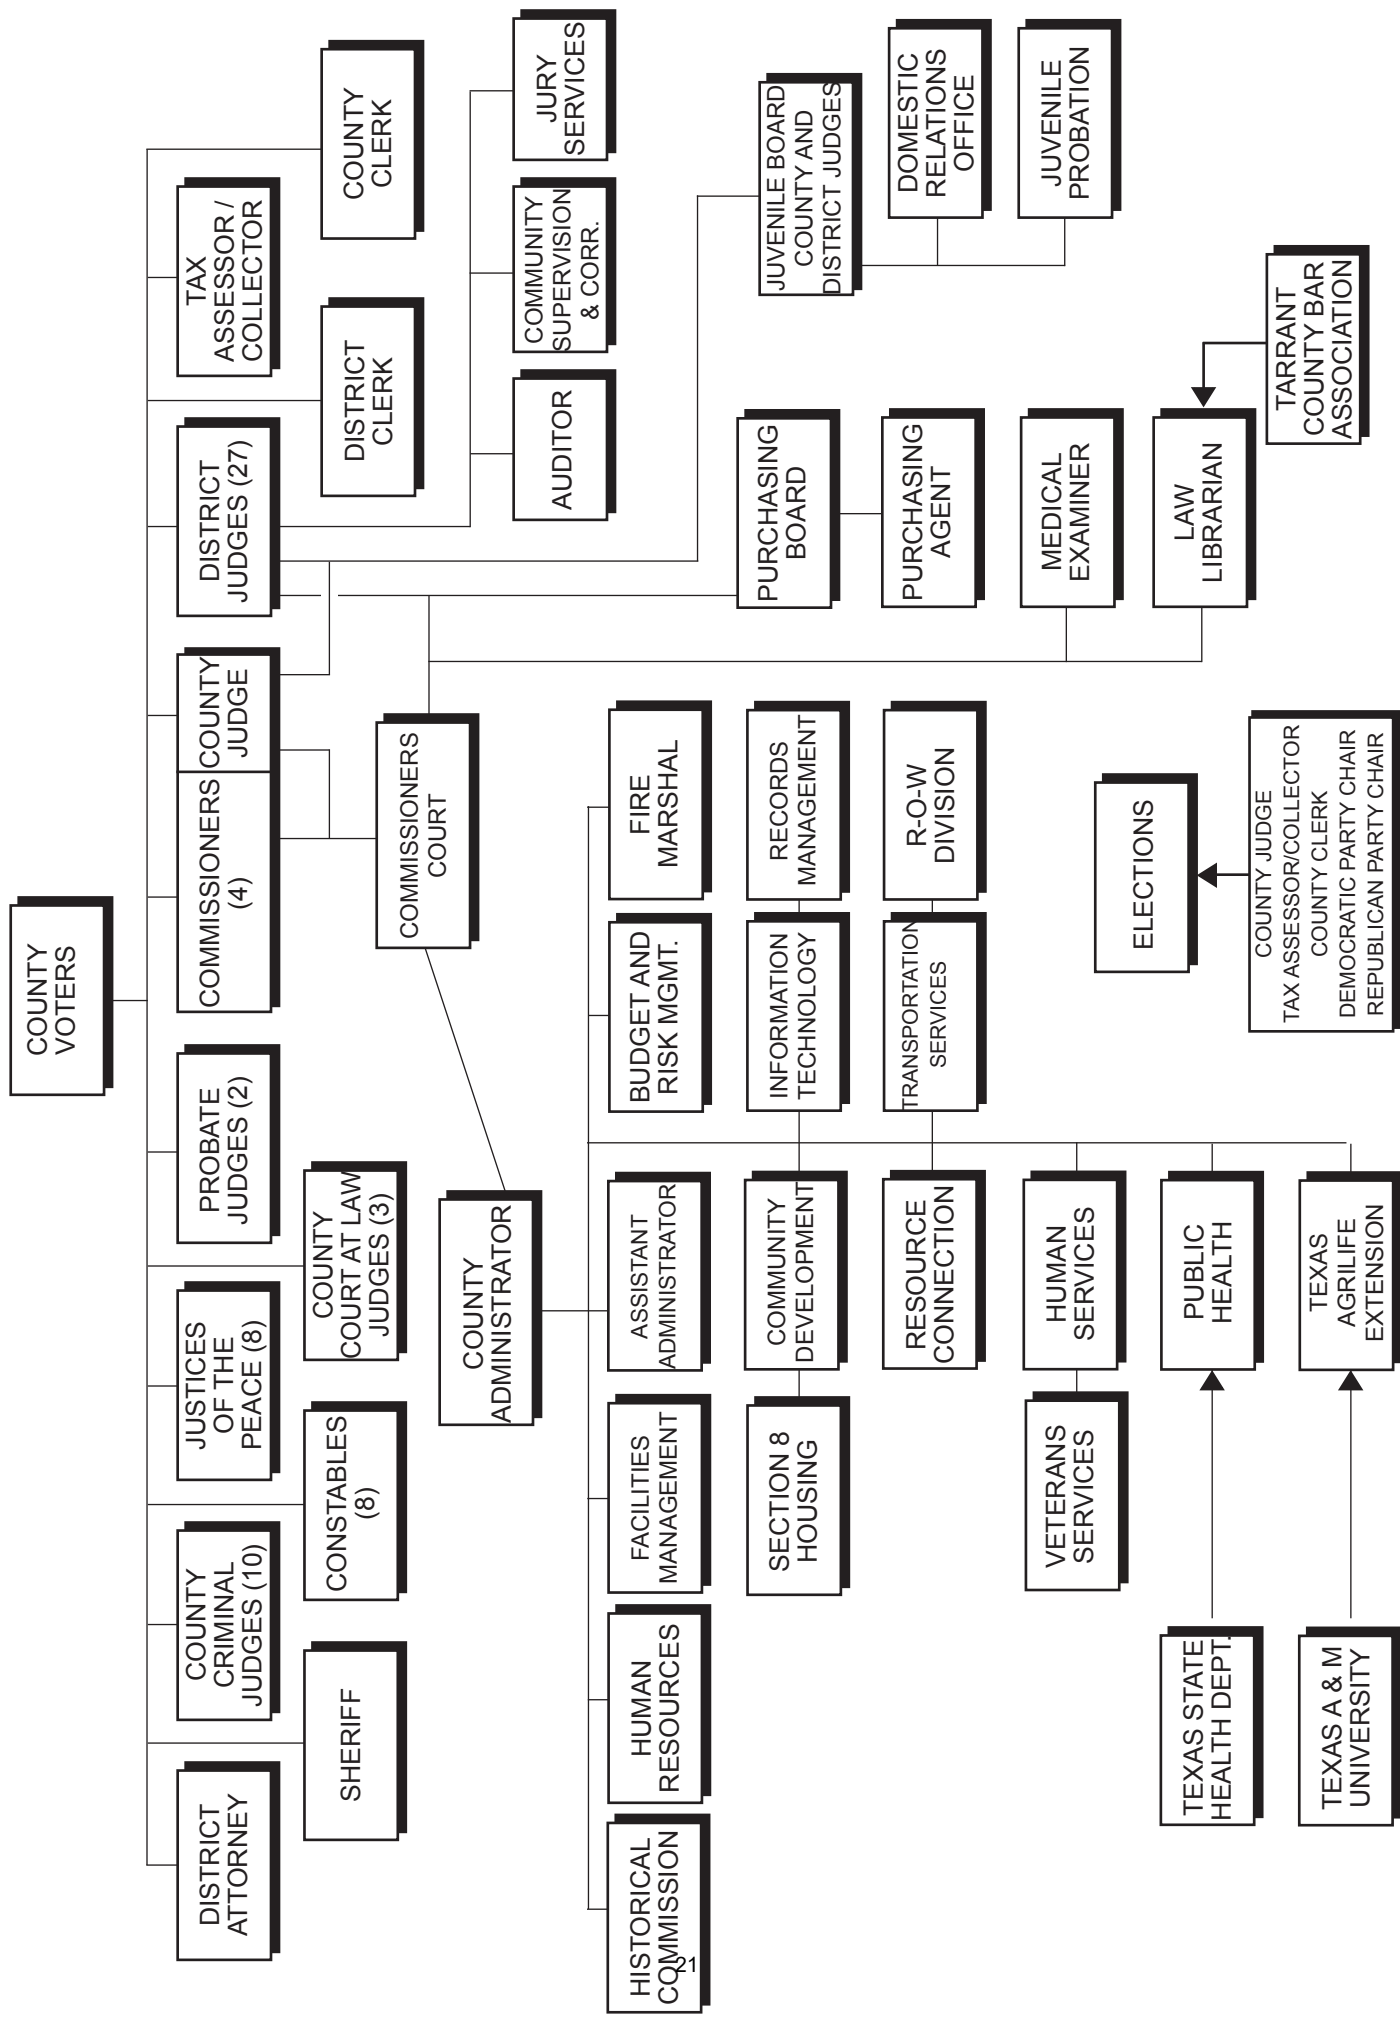 COUNTY
VOTERS
DISTRICT
ATTORNEY
COUNTY
CRIMINAL
JUDGES (10)
JUSTICES
OF THE
PEACE (8)
PROBATE
JUDGES (2)
COMMISSIONERS
(4)
COUNTY
JUDGE
DISTRICT
JUDGES (27)
TAX
ASSESSOR /
COLLECTOR
SHERIFF
CONSTABLES
(8)
COUNTY
COURT AT LAW
JUDGES (3)
DISTRICT
CLERK
COUNTY
CLERK
COMMISSIONERS
COURT
COUNTY
ADMINISTRATOR
AUDITOR
COMMUNITY
SUPERVISION
& CORR.
JURY
SERVICES
HISTORICAL
COMMISSION
HUMAN
RESOURCES
FACILITIES
MANAGEMENT
ASSISTANT
ADMINISTRATOR
BUDGET AND
RISK MGMT.
FIRE
MARSHAL
SECTION 8
HOUSING
COMMUNITY
DEVELOPMENT
INFORMATION
TECHNOLOGY
RECORDS
MANAGEMENT
PURCHASING
BOARD
JUVENILE BOARD
COUNTY AND
DISTRICT JUDGES
RESOURCE
CONNECTION
TRANSPORTATION
SERVICES
R-O-W
DIVISION
PURCHASING
AGENT
DOMESTIC
RELATIONS
OFFICE
VETERANS
SERVICES
HUMAN
SERVICES
MEDICAL
EXAMINER
JUVENILE
PROBATION
TEXAS STATE
HEALTH DEPT.
PUBLIC
HEALTH
ELECTIONS
LAW
LIBRARIAN
TEXAS A & M
UNIVERSITY
TEXAS
AGRILIFE
EXTENSION
COUNTY JUDGE
TAX ASSESSOR/COLLECTOR
COUNTY CLERK
DEMOCRATIC PARTY CHAIR
REPUBLICAN PARTY CHAIR
TARRANT
COUNTY BAR
ASSOCIATION
21